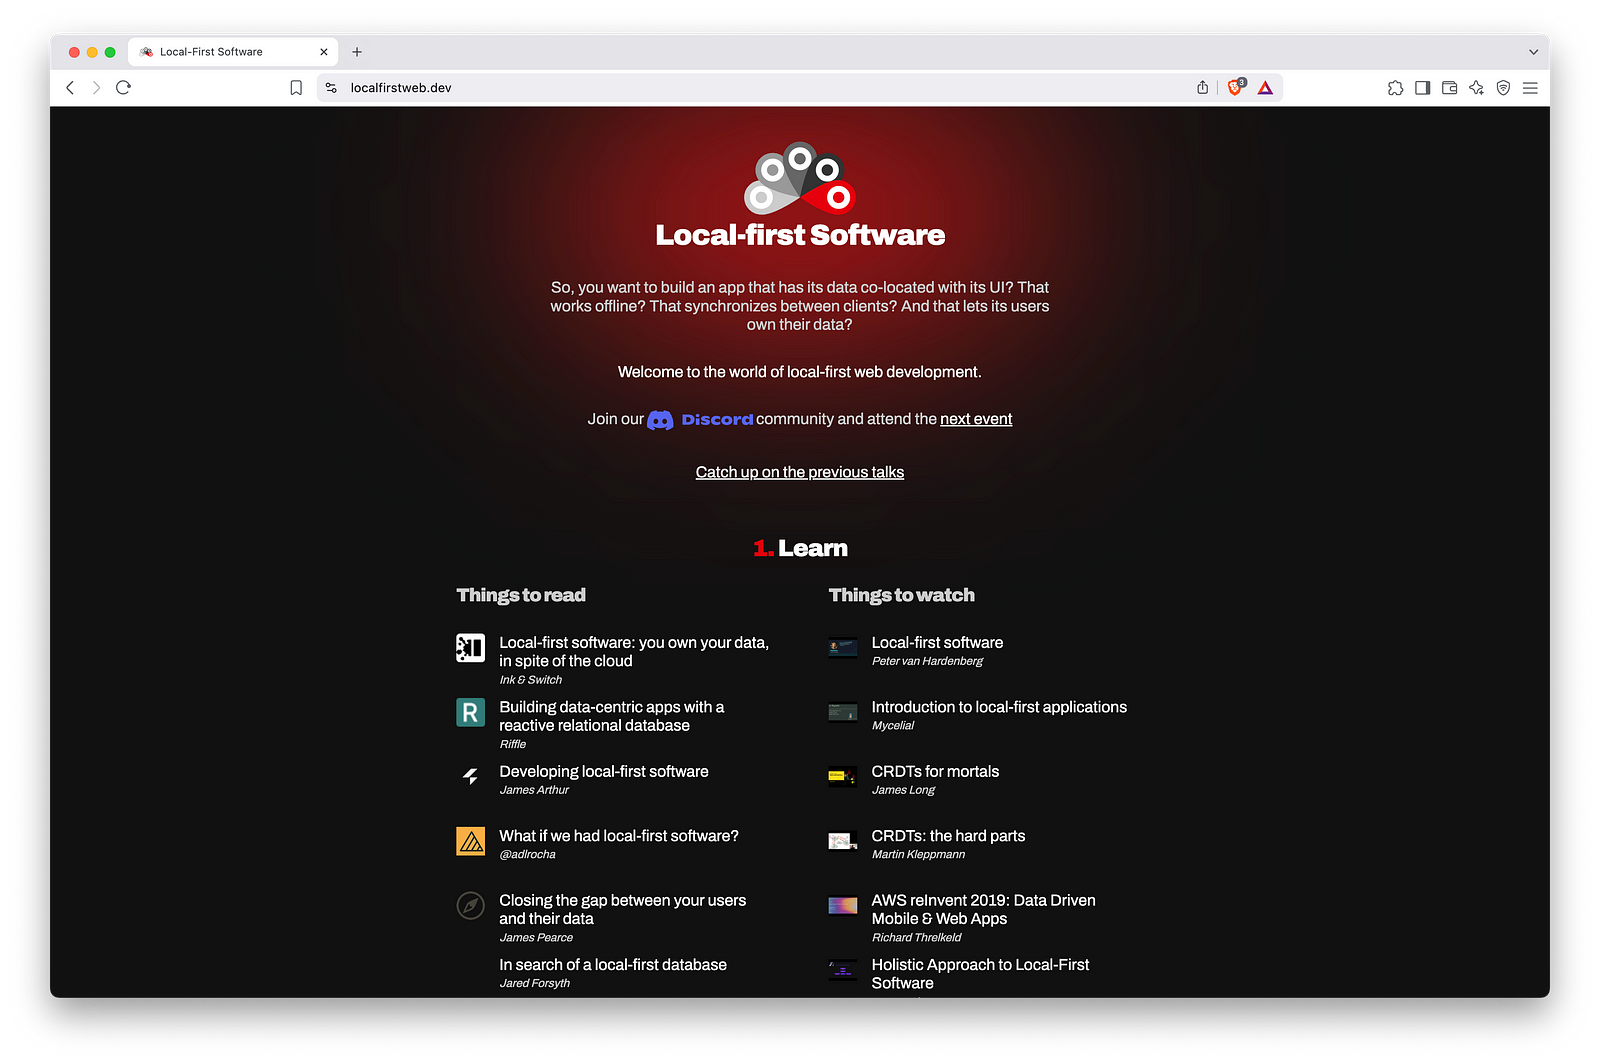 Local-First Software
localfirstweb.dev
3
Local-first Software
So, you want to build an app that has its data co-located with its UI? That
works offline? That synchronizes between clients? And that lets its users
own their data?
Welcome to the world of local-first web development.
Join our Discord community and attend the next event
Catch up on the previous talks
1. Learn
Things to read
Local-first software: you own your data,
in spite of the cloud
Ink & Switch
R
Building data-centric apps with a
reactive relational database
Riffle
Developing local-first software
James Arthur
What if we had local-first software?
@adlrocha
Closing the gap between your users
and their data
James Pearce
In search of a local-first database
Jared Forsyth
Things to watch
Local-first software
Peter van Hardenberg
Introduction to local-first applications
Mycelial
CRDTs for mortals
James Long
CRDTs: the hard parts
Martin Kleppmann
AWS reInvent 2019: Data Driven
Mobile & Web Apps
Richard Threlkeld
Holistic Approach to Local-First
Software